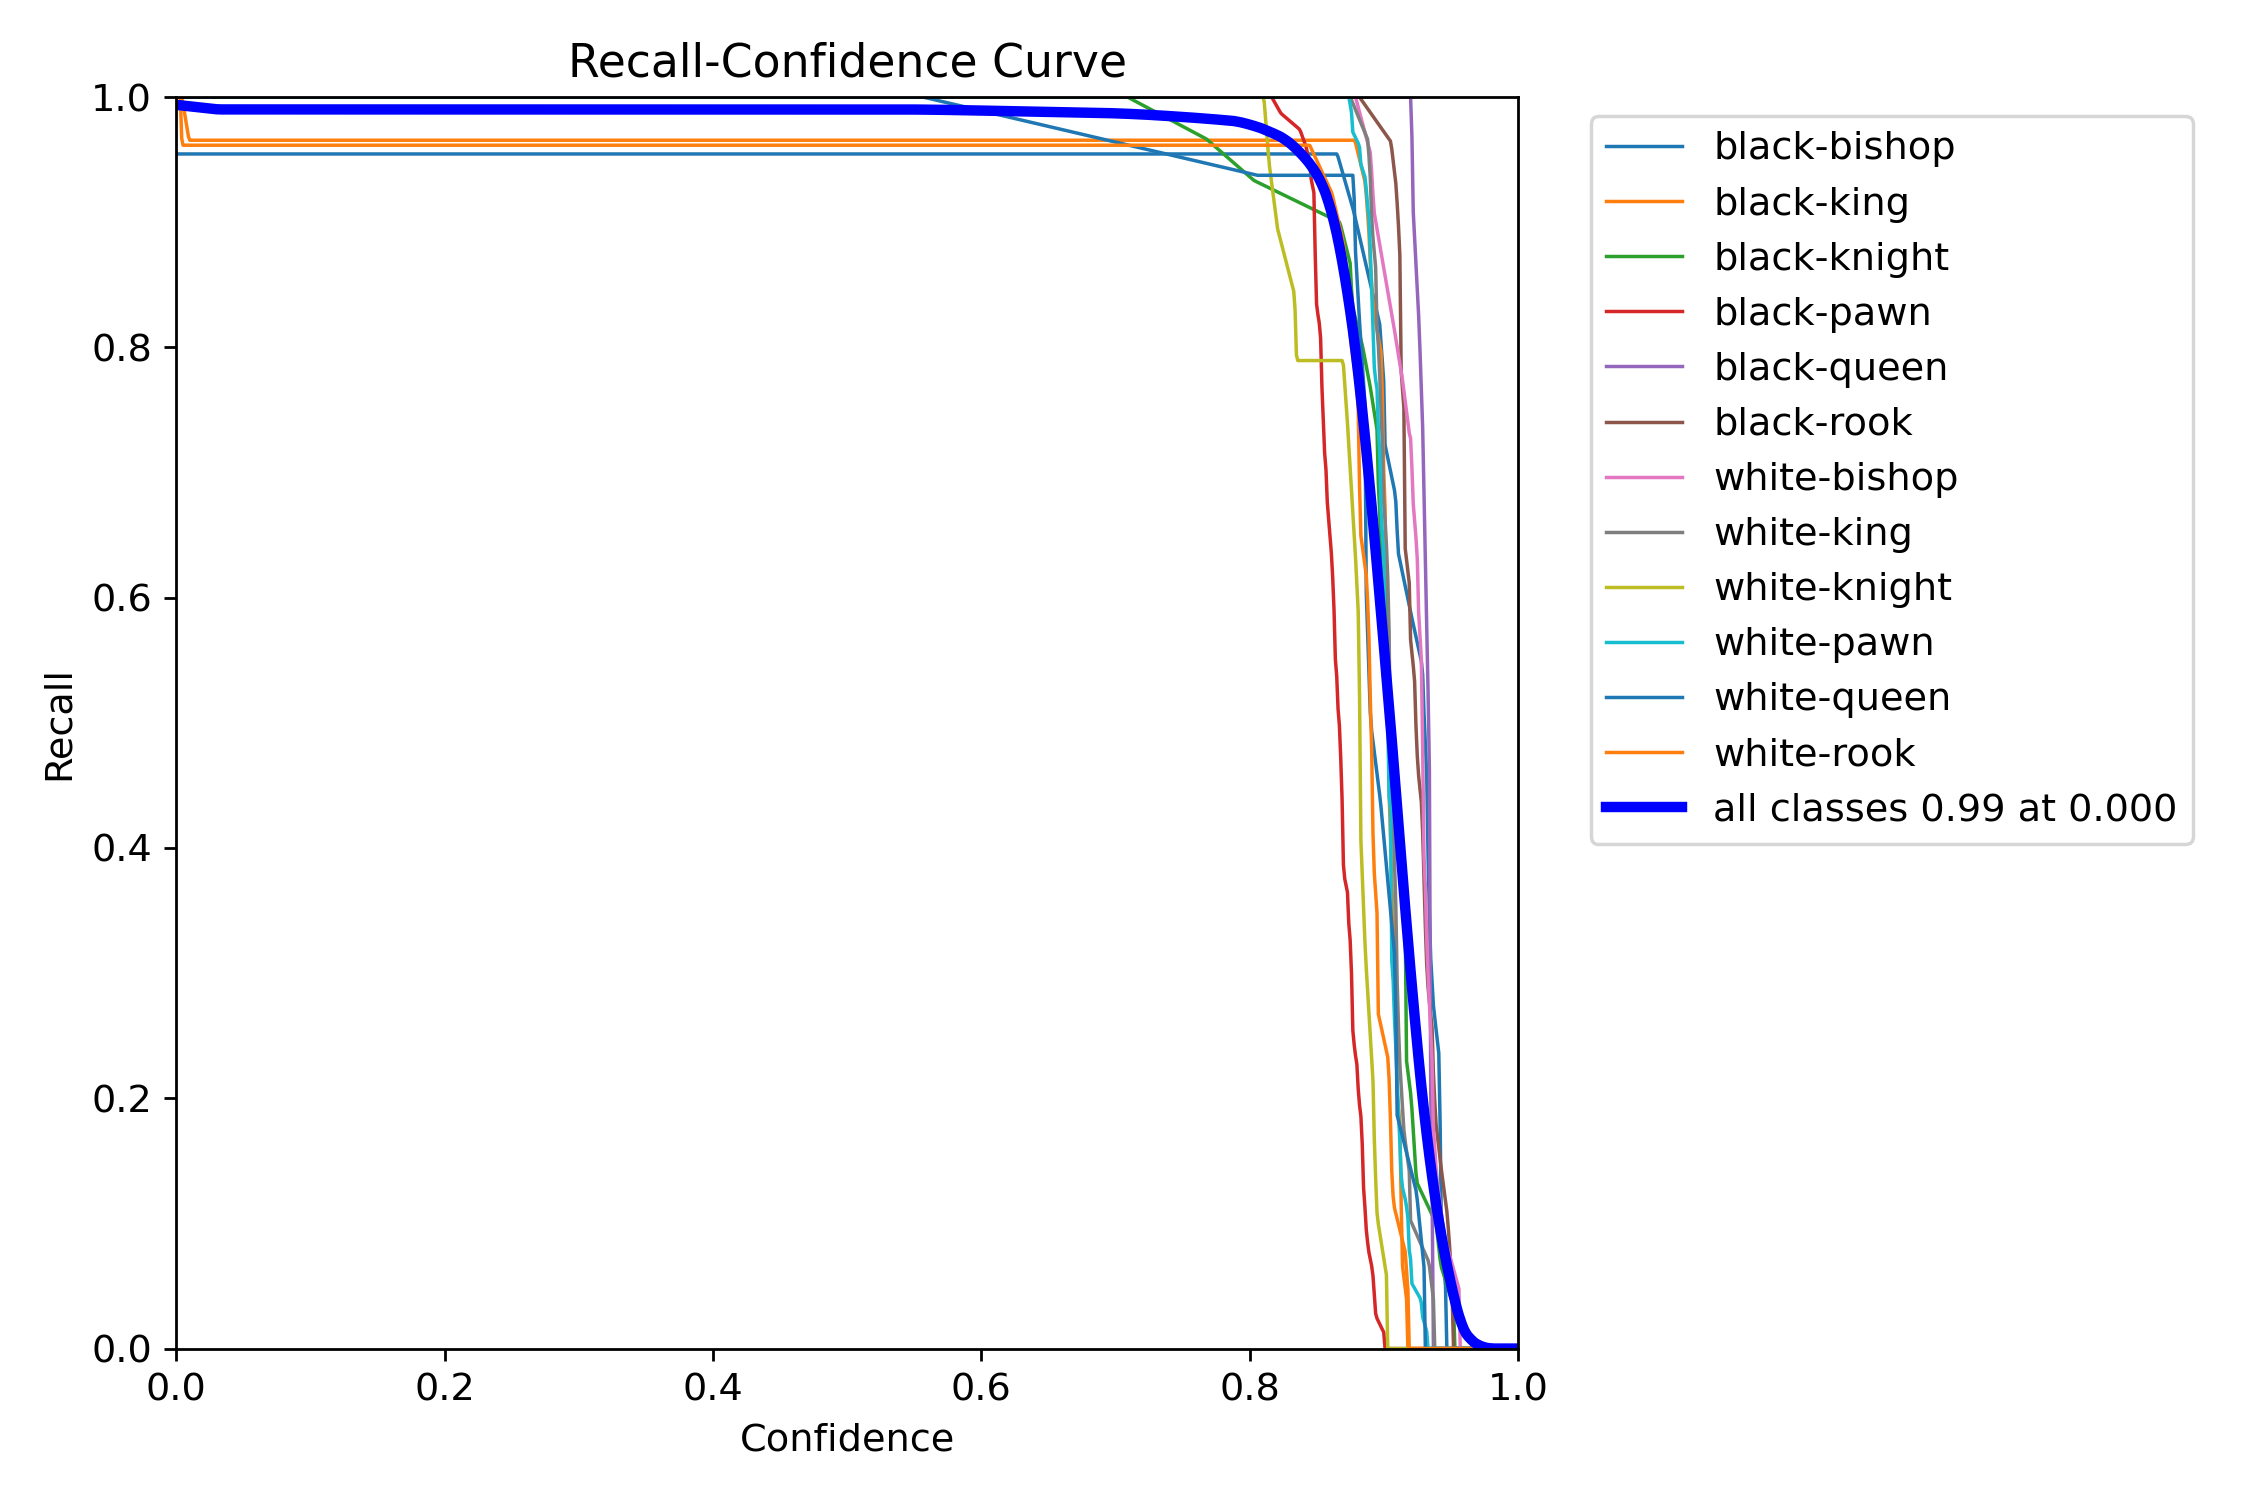 Recall-Confidence Curve
1.0
0.8
0.6
0.4
0.2
0.0
Recall
0.0 0.2 0.4 0.6 0.8 1.0
Confidence
black-bishop
black-king
black-knight
black-pawn
black-queen
black-rook
white-bishop
white-king
white-knight
white-pawn
white-queen
white-rook
all classes 0.99 at 0.000